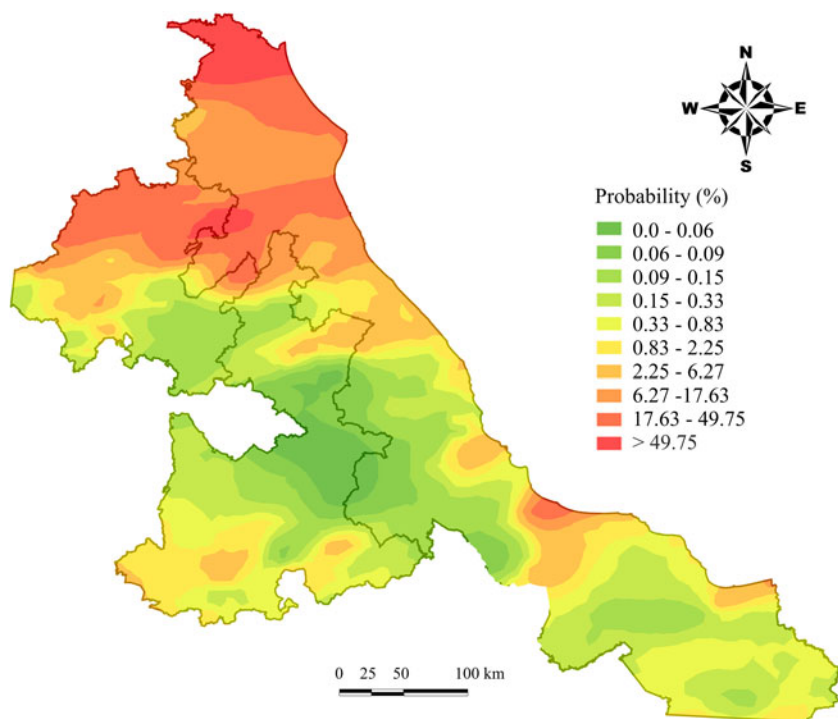 N
W E
S
Probability (%)
0.0 - 0.06
0.06 - 0.09
0.09 - 0.15
0.15 - 0.33
0.33 - 0.83
0.83 - 2.25
2.25 - 6.27
6.27 -17.63
17.63 - 49.75
> 49.75
0 25 50 100 km